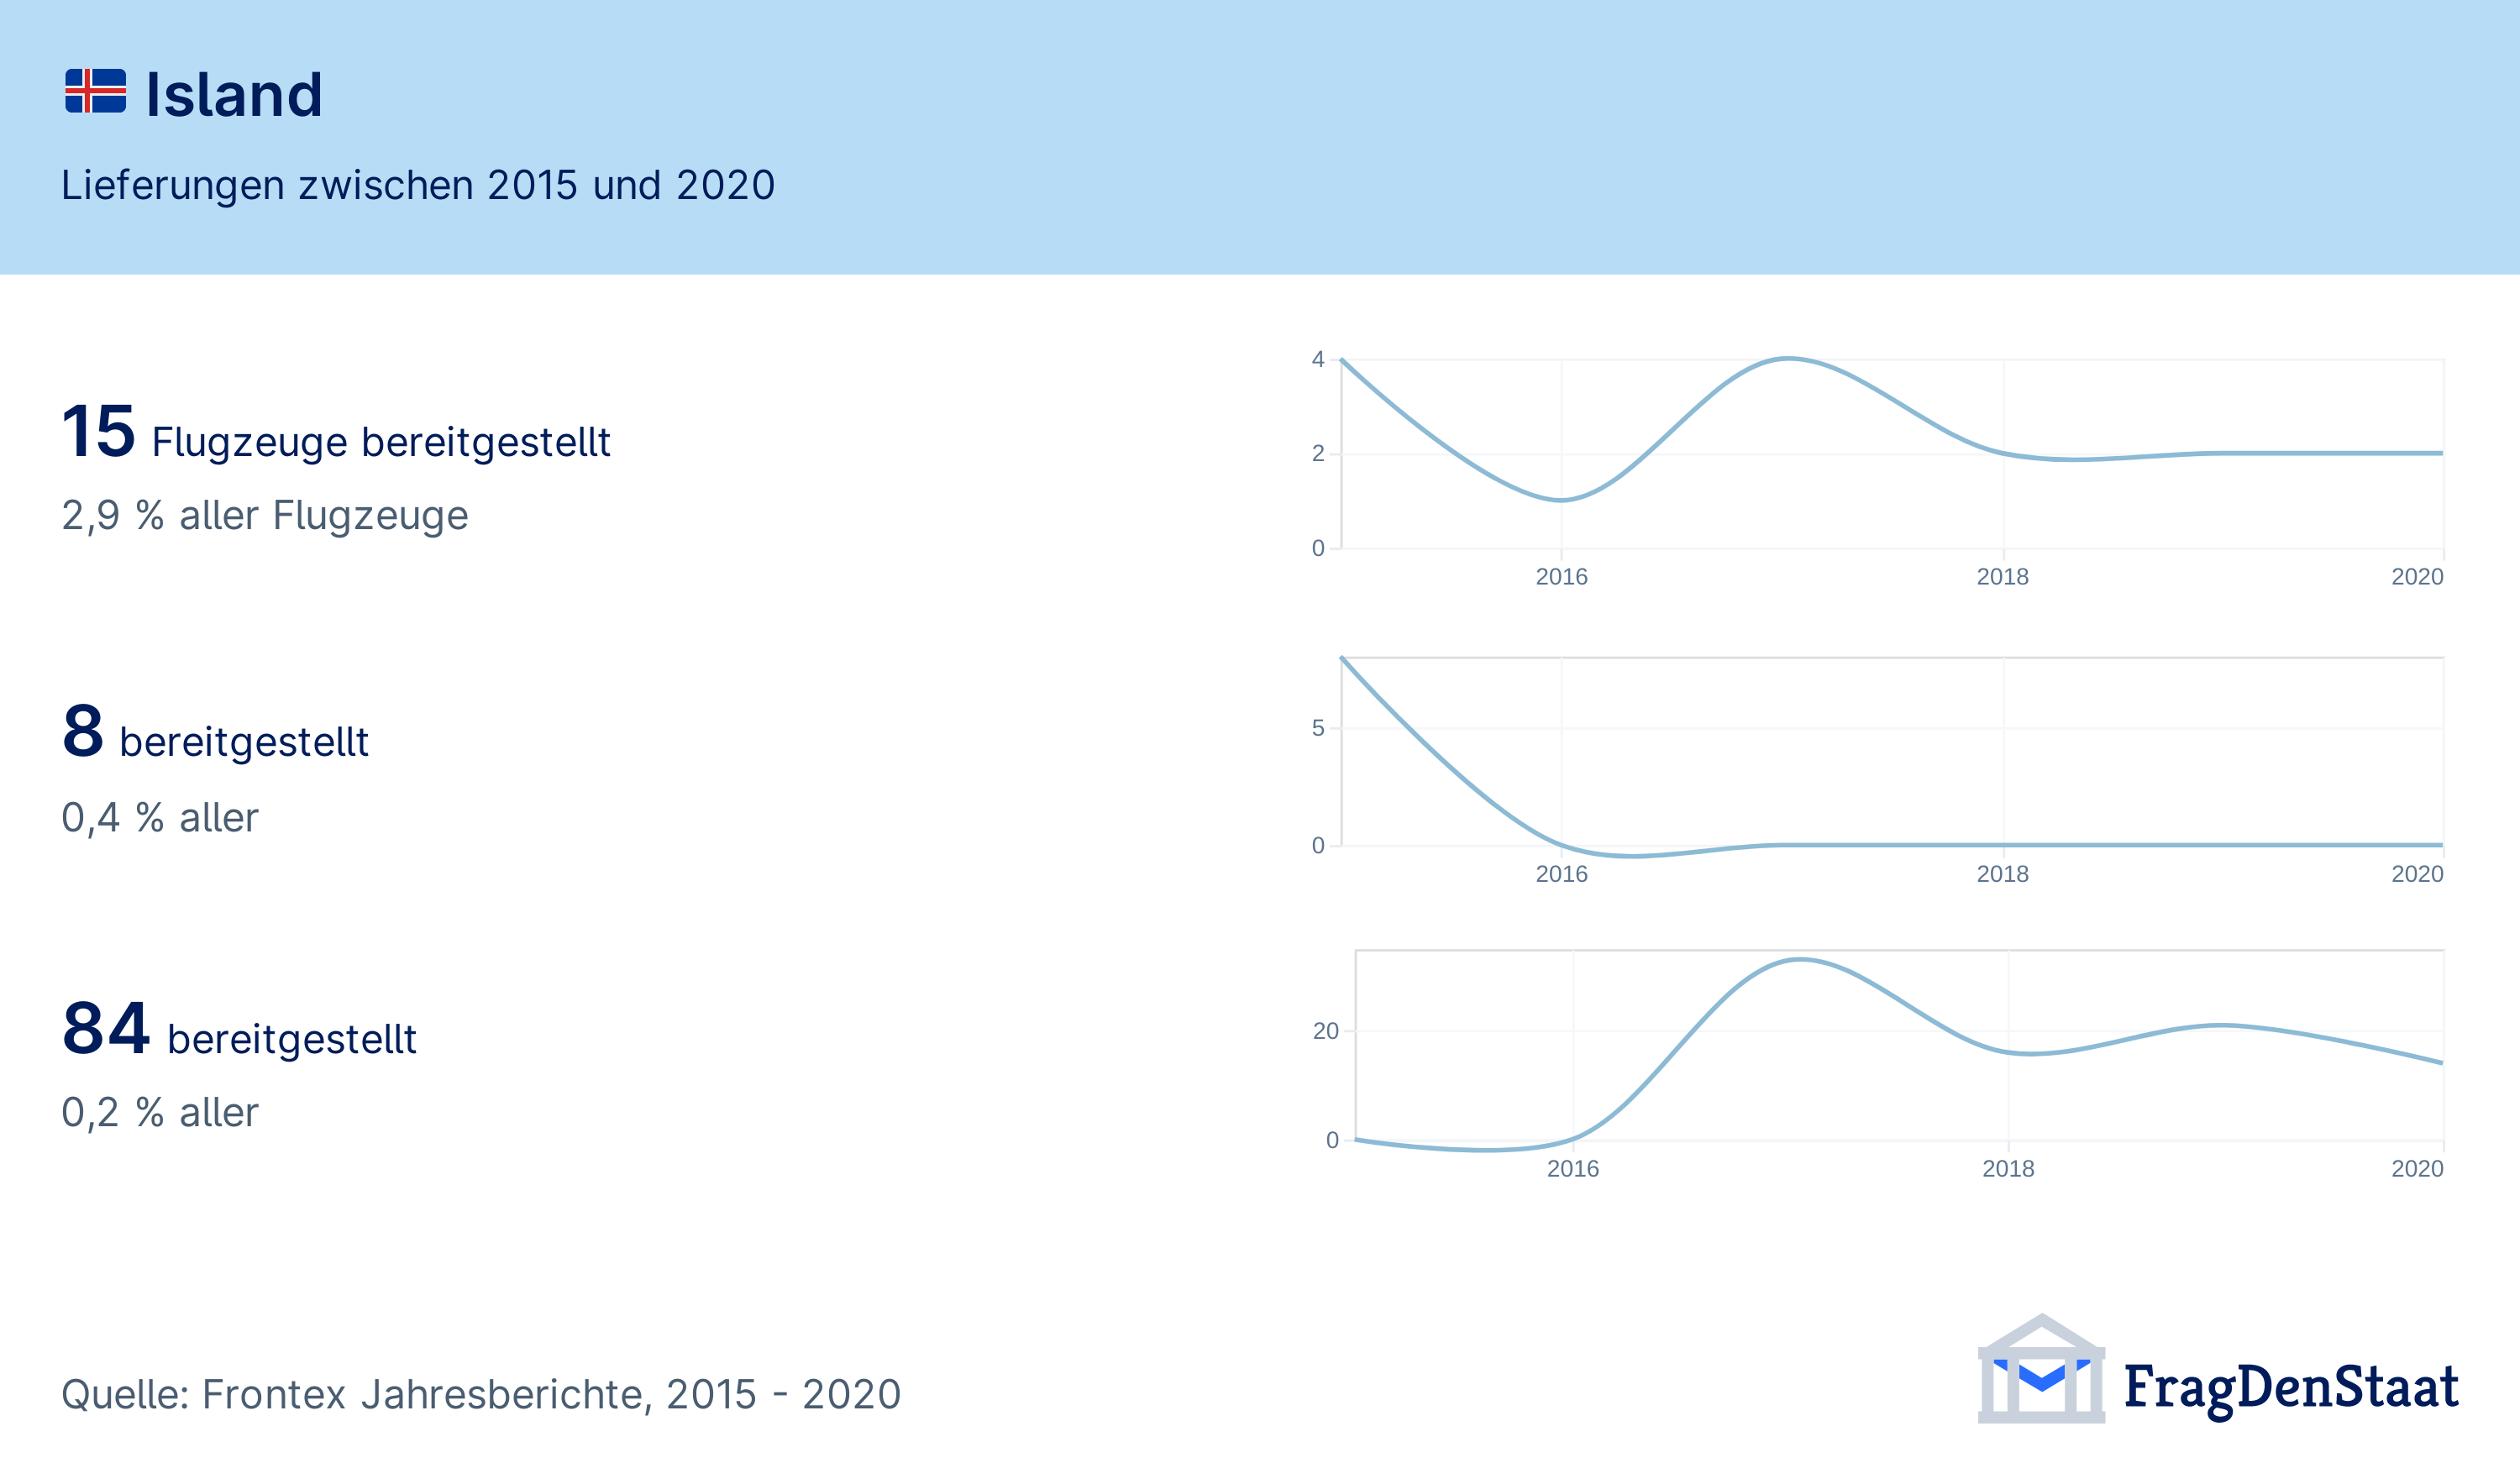 Island
Lieferungen zwischen 2015 und 2020
15 Flugzeuge bereitgestellt
2,9 % aller Flugzeuge
4
2
0
2016 2018 2020
8 bereitgestellt
0,4 % aller
5
0
2016 2018 2020
84 bereitgestellt
0,2 % aller
20
0
2016 2018 2020
Quelle: Frontex Jahresberichte, 2015 - 2020
FragDenStaat